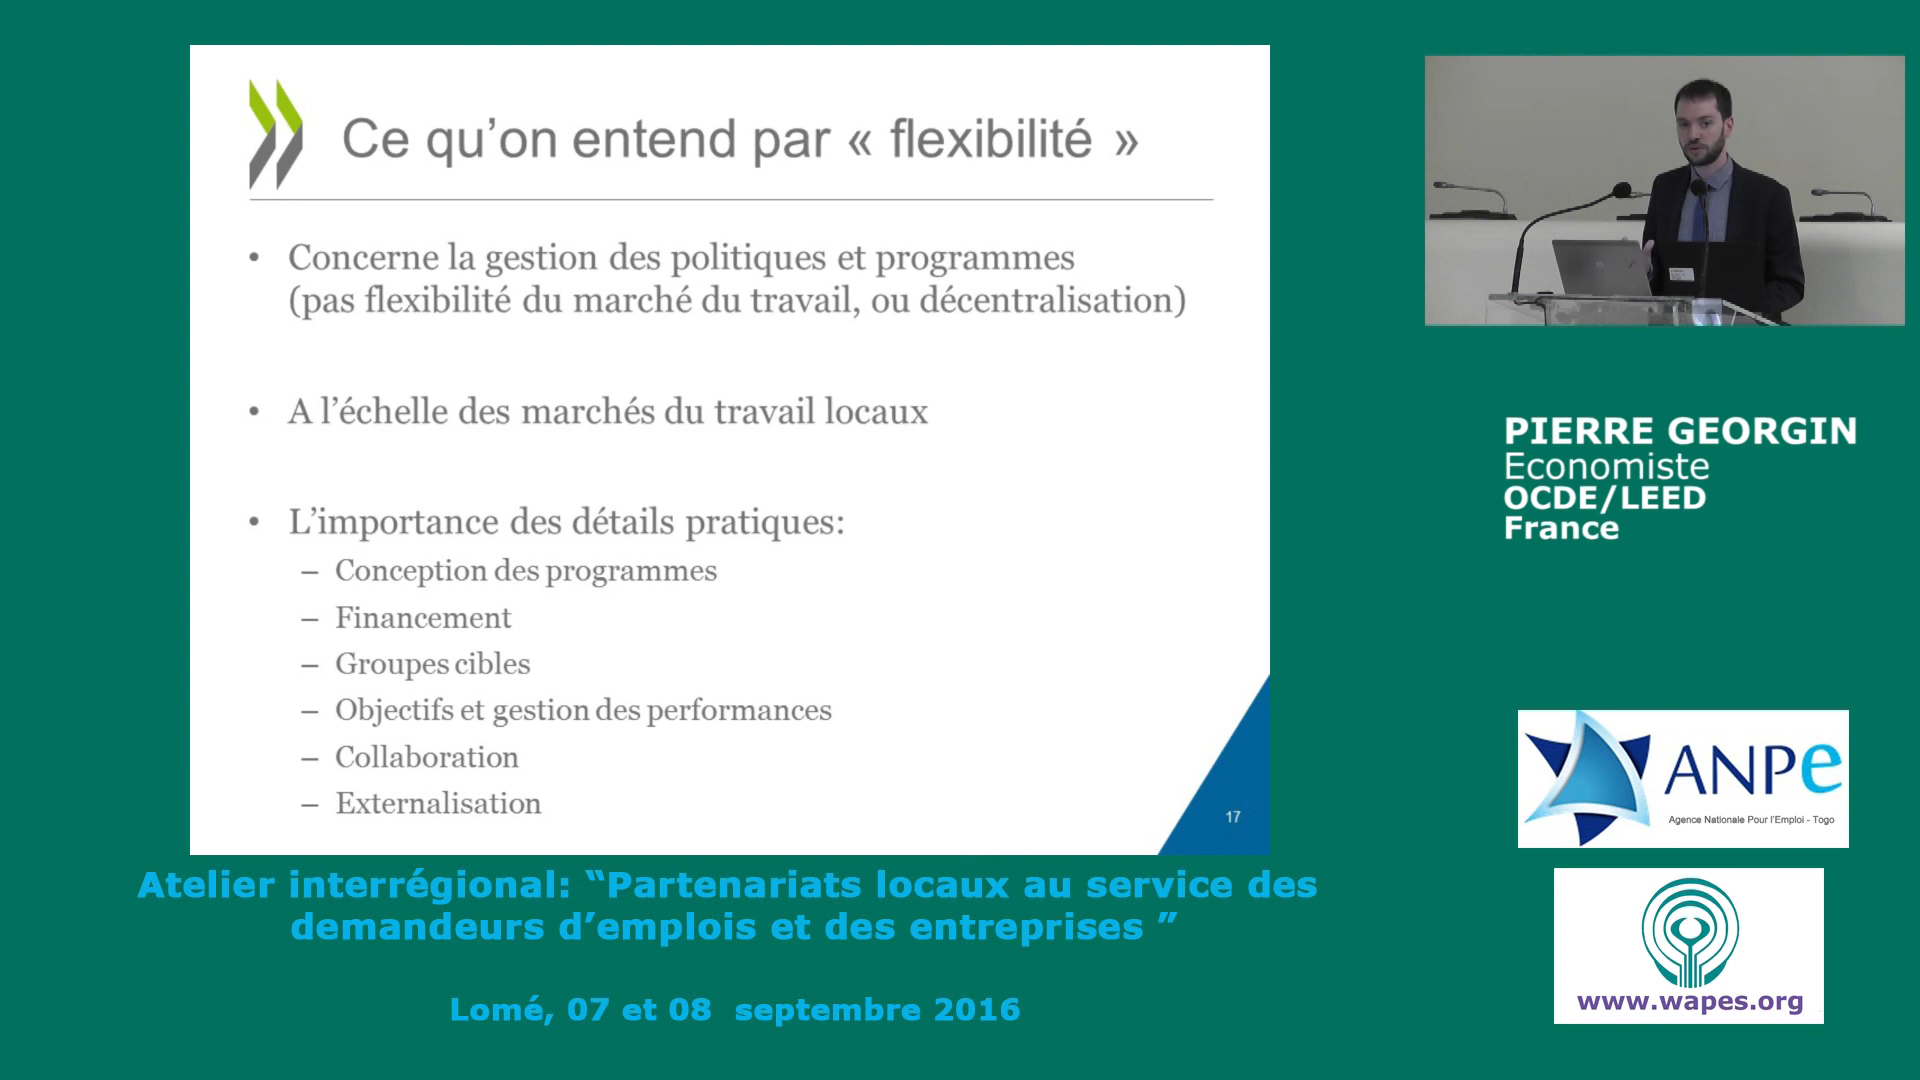 Ce qu’on entend par « flexibilité »
• Concerne la gestion des politiques et programmes
(pas flexibilité du marché du travail, ou décentralisation)
• A l’échelle des marchés du travail locaux
• L’importance des détails pratiques:
– Conception des programmes
– Financement
– Groupes cibles
– Objectifs et gestion des performances
– Collaboration
– Externalisation
17
PIERRE GEORGIN
Economiste
OCDE/LEED
France
ANPe
Agence Nationale Pour l’Emploi - Togo
www.wapes.org
Atelier interrégional: “Partenariats locaux au service des
demandeurs d’emplois et des entreprises ”
Lomé, 07 et 08 septembre 2016